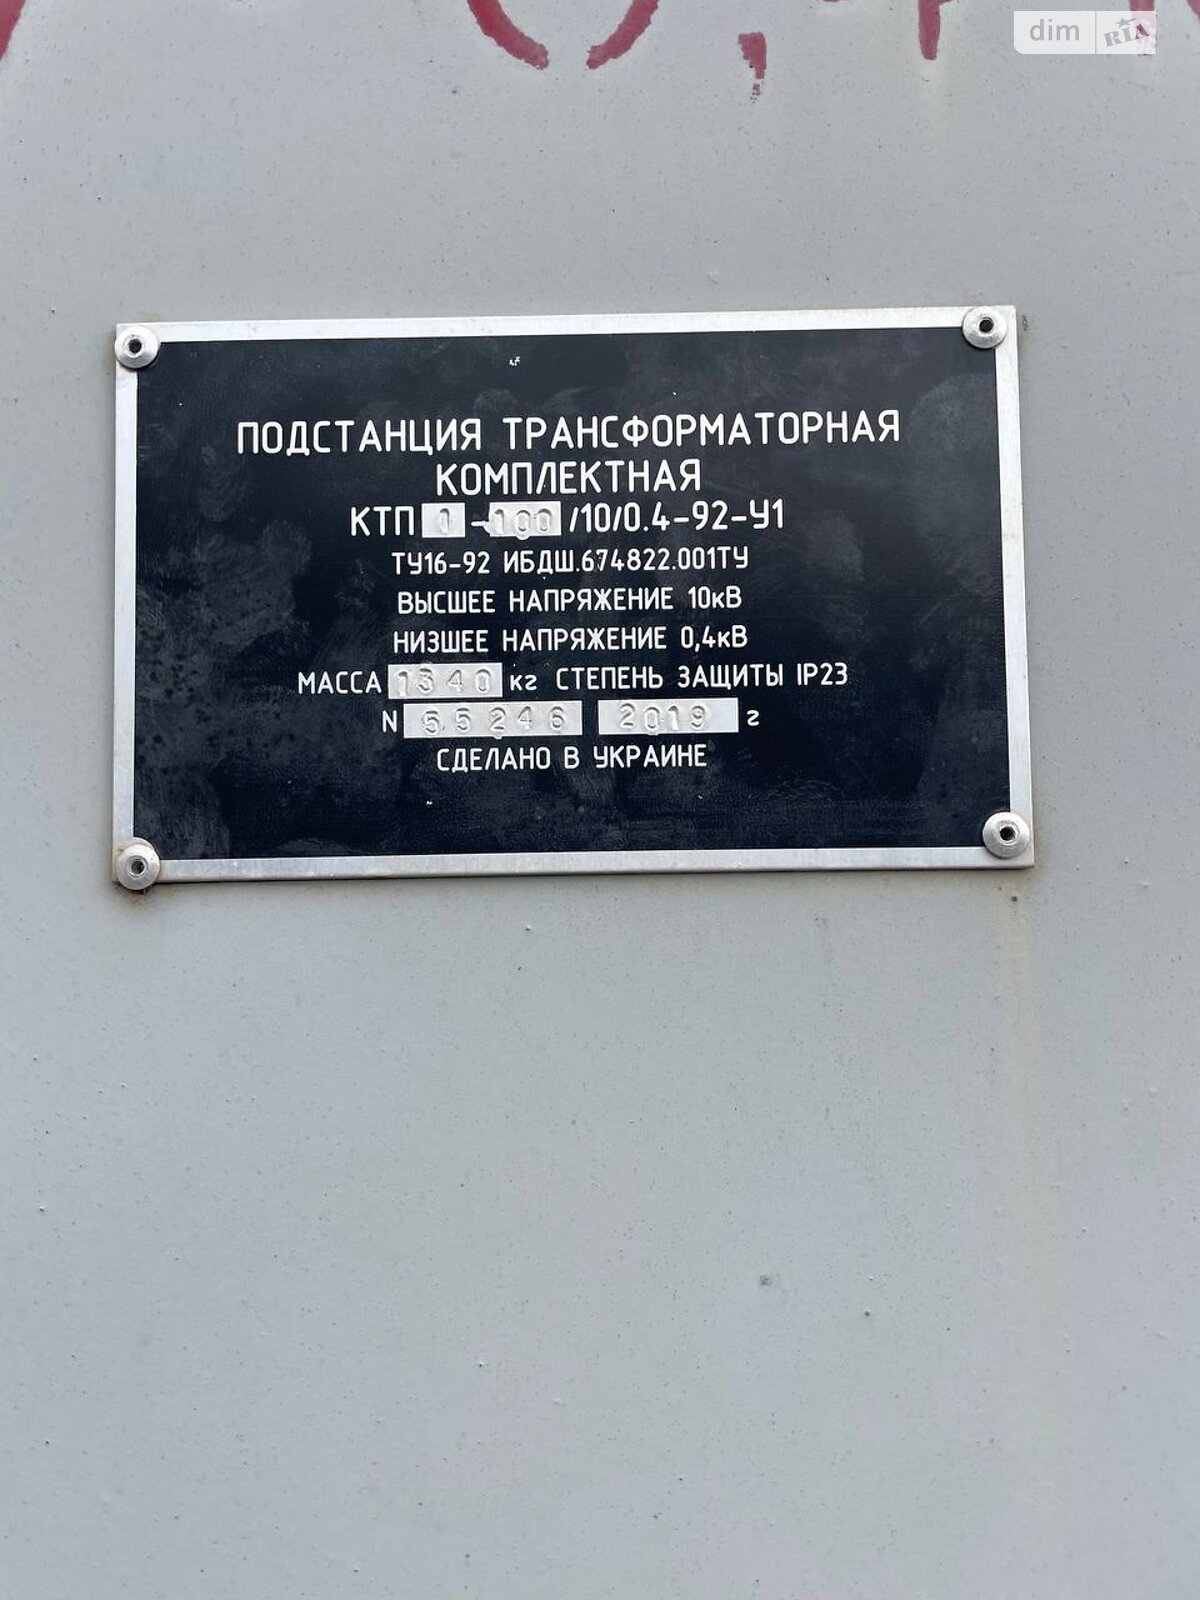 dim RIA
ПОДСТАНЦИЯ ТРАНСФОРМАТОРНАЯ
КОМПЛЕКТНАЯ
КТП 1-100/10/0.4-92-У1
ТУ16-92 ИБДШ.674822.001ТУ
ВЫСШЕЕ НАПРЯЖЕНИЕ 10кВ
НИЗШЕЕ НАПРЯЖЕНИЕ 0,4кВ
МАССА 1340 кг СТЕПЕНЬ ЗАЩИТЫ IP23
N 55246 2019 г
СДЕЛАНО В УКРАИНЕ